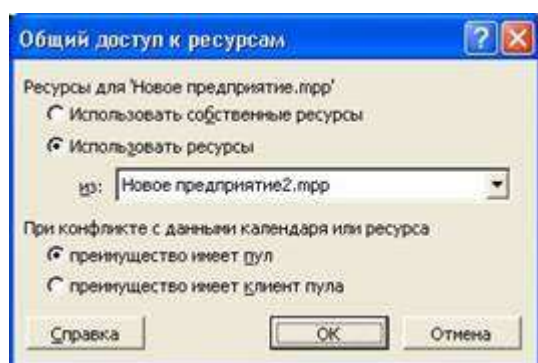 Общий доступ к ресурсам
Ресурсы для 'Новое предприятие.mpp'
Использовать собственные ресурсы
Использовать ресурсы
из: Новое предприятие2.mpp
При конфликте с данными календаря или ресурса
преимущество имеет пул
преимущество имеет клиент пула
Справка ОК Отмена